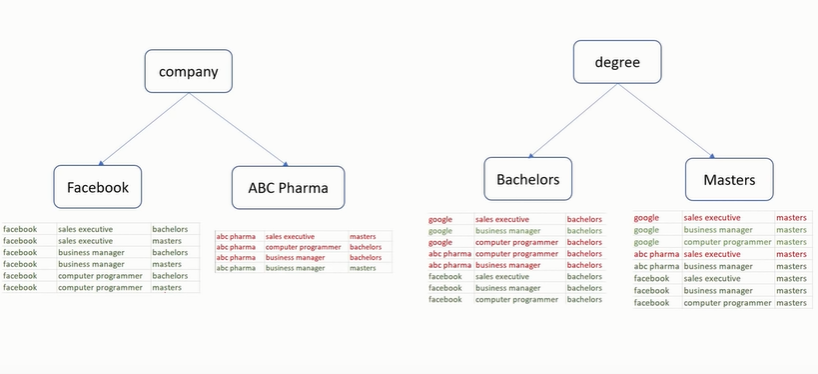 company
degree
Facebook
ABC Pharma
Bachelors
Masters
facebook sales executive bachelors
facebook sales executive masters
facebook business manager bachelors
facebook business manager masters
facebook computer programmer bachelors
facebook computer programmer masters
abc pharma sales executive masters
abc pharma computer programmer bachelors
abc pharma business manager bachelors
abc pharma business manager masters
google sales executive bachelors
google business manager bachelors
google computer programmer bachelors
abc pharma computer programmer bachelors
abc pharma business manager bachelors
facebook sales executive bachelors
facebook business manager bachelors
facebook computer programmer bachelors
google sales executive masters
google business manager masters
google computer programmer masters
abc pharma sales executive masters
abc pharma business manager masters
facebook sales executive masters
facebook business manager masters
facebook computer programmer masters